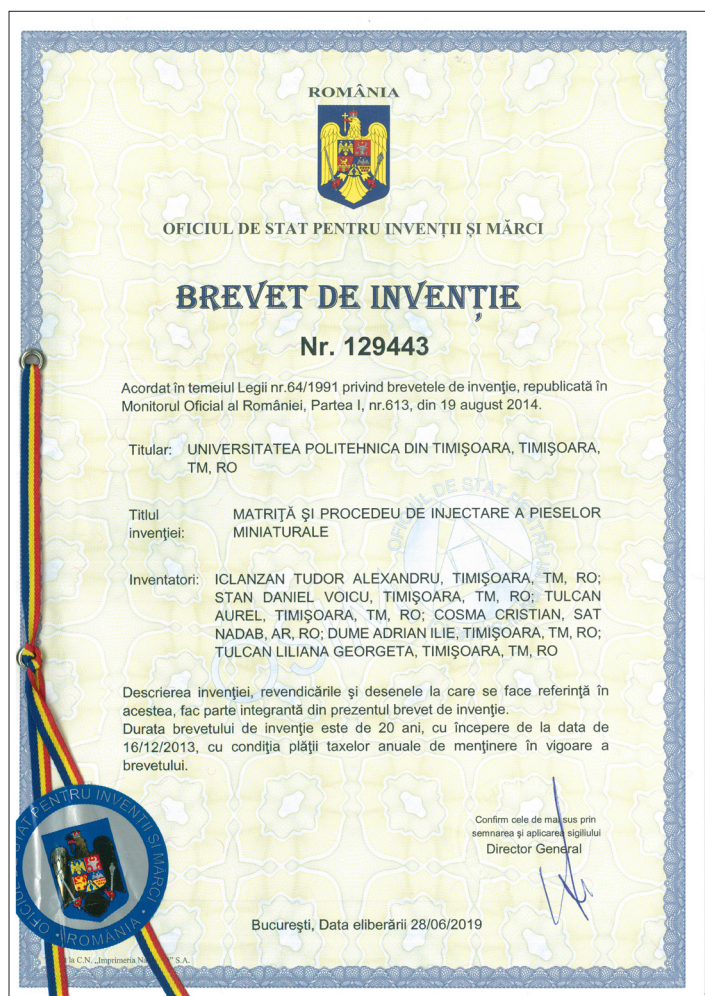 ROMÂNIA
OFICIUL DE STAT PENTRU INVENȚII ȘI MĂRCI
BREVET DE INVENȚIE
Nr. 129443
Acordat în temeiul Legii nr.64/1991 privind brevetele de invenţie, republicată în
Monitorul Oficial al României, Partea I, nr.613, din 19 august 2014.
Titular: UNIVERSITATEA POLITEHNICA DIN TIMIŞOARA, TIMIŞOARA,
TM, RO
Titlul MATRIŢĂ ŞI PROCEDEU DE INJECTARE A PIESELOR
invenţiei: MINIATURALE
Inventatori: ICLANZAN TUDOR ALEXANDRU, TIMIŞOARA, TM, RO;
STAN DANIEL VOICU, TIMIŞOARA, TM, RO; TULCAN
AUREL, TIMIŞOARA, TM, RO; COSMA CRISTIAN, SAT
NADAB, AR, RO; DUME ADRIAN ILIE, TIMIŞOARA, TM, RO;
TULCAN LILIANA GEORGETA, TIMIŞOARA, TM, RO
Descrierea invenţiei, revendicările şi desenele la care se face referinţă în
acestea, fac parte integrantă din prezentul brevet de invenţie.
Durata brevetului de invenţie este de 20 ani, cu începere de la data de
16/12/2013, cu condiţia plăţii taxelor anuale de menţinere în vigoare a
brevetului.
Confirm cele de mai sus prin
semnarea şi aplicarea sigiliului
Director General
STAT PENTRU INVENȚII ȘI MĂRCI
OFICIUL DE
ROMÂNIA
Bucureşti, Data eliberării 28/06/2019
la C.N. „Imprimeria S.A.